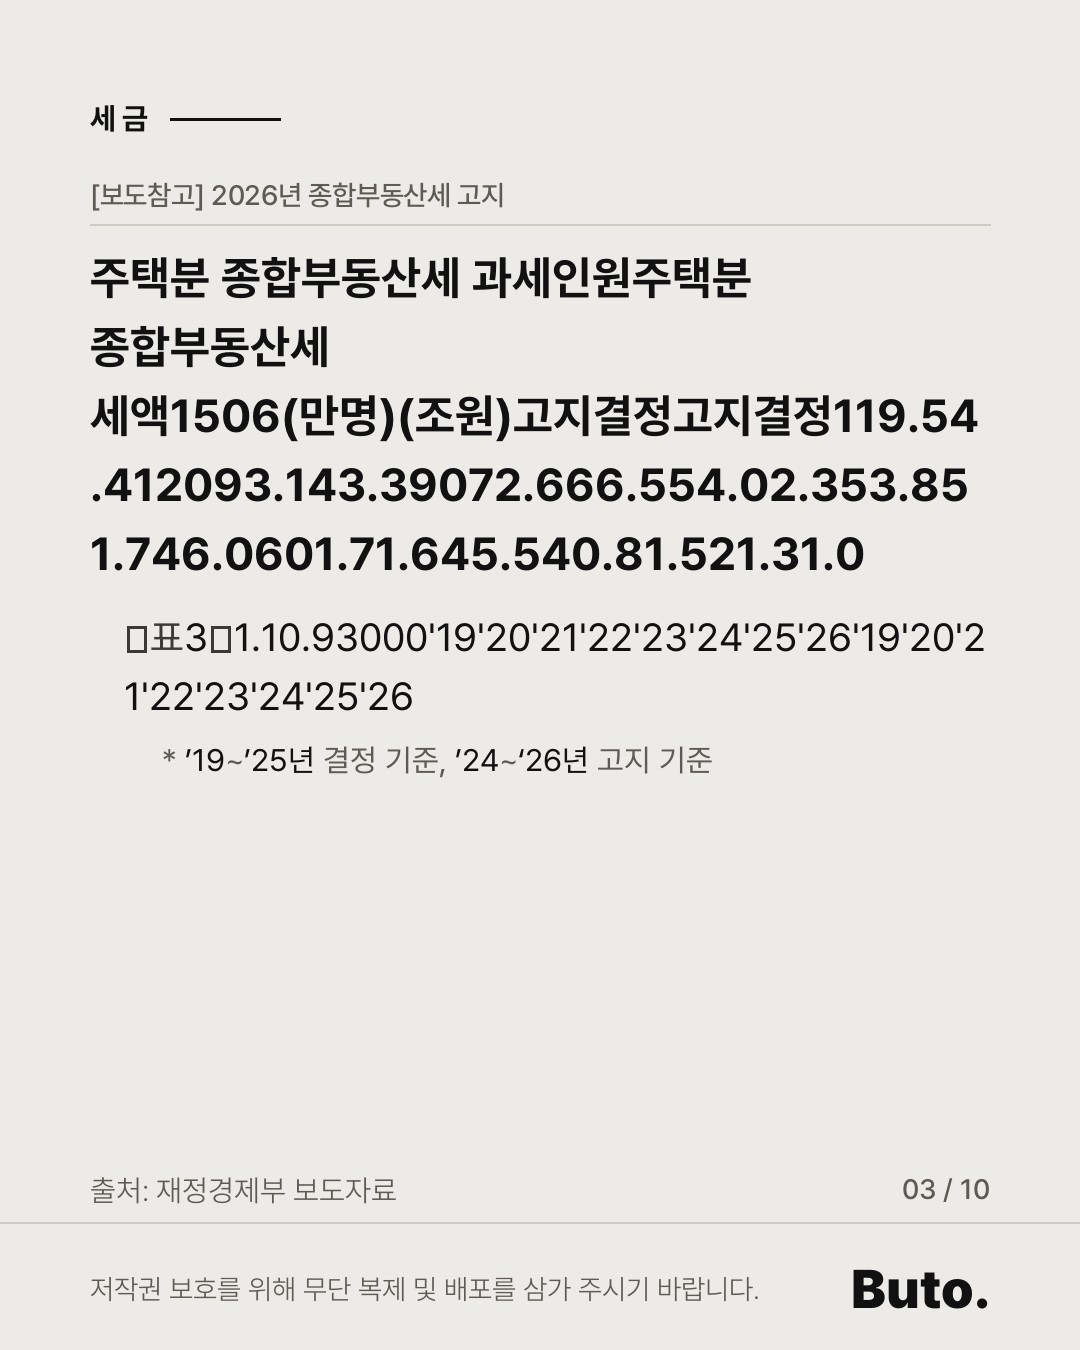 세금
[보도참고] 2026년 종합부동산세 고지
주택분 종합부동산세 과세인원주택분
종합부동산세
세액1506(만명)(조원)고지결정고지결정119.54
.412093.143.39072.666.554.02.353.85
1.746.0601.71.645.540.81.521.31.0
□표3□1.10.93000'19'20'21'22'23'24'25'26'19'20'2
1'22'23'24'25'26
* ’19~’25년 결정 기준, ’24~‘26년 고지 기준
출처: 재정경제부 보도자료
03 / 10
저작권 보호를 위해 무단 복제 및 배포를 삼가 주시기 바랍니다.
Buto.